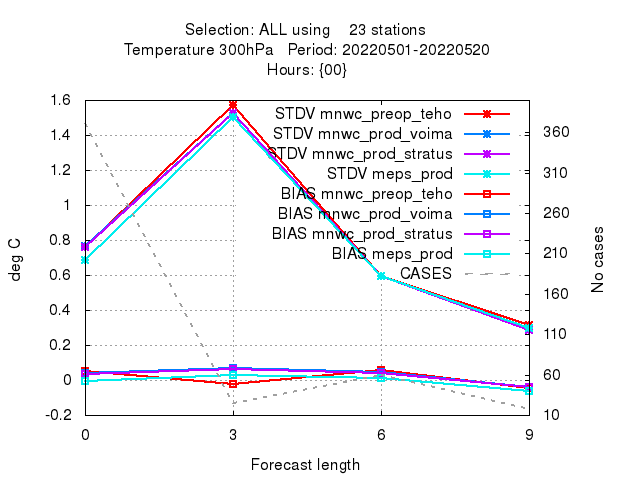 Selection: ALL using 23 stations
Temperature 300hPa Period: 20220501-20220520
Hours: {00}
1.6
1.4
1.2
1
0.8
0.6
0.4
0.2
0
-0.2
deg C
STDV mnwc_preop_teho
STDV mnwc_prod_voima
STDV mnwc_prod_stratus
STDV meps_prod
BIAS mnwc_preop_teho
BIAS mnwc_prod_voima
BIAS mnwc_prod_stratus
BIAS meps_prod
CASES
360
310
260
210
160
110
60
10
No cases
0 3 6 9
Forecast length